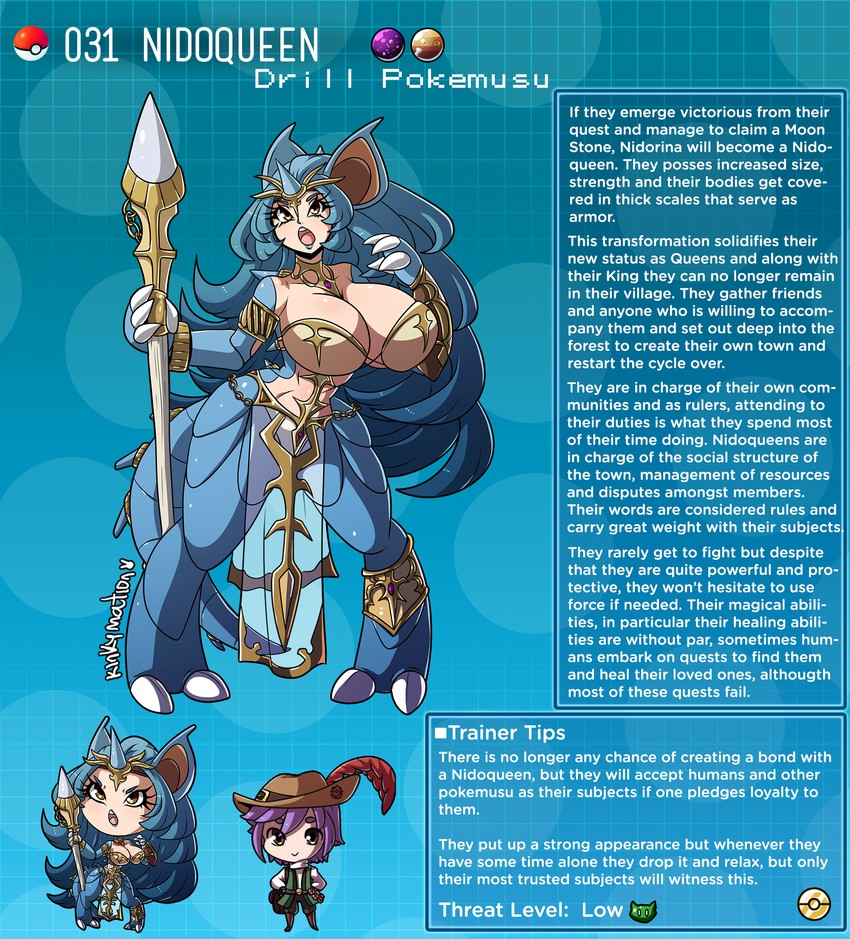 031 NIDOQUEEN
Drill Pokemusu
If they emerge victorious from their
quest and manage to claim a Moon
Stone, Nidorina will become a Nido-
queen. They posses increased size,
strength and their bodies get cove-
red in thick scales that serve as
armor.
This transformation solidifies their
new status as Queens and along with
their King they can no longer remain
in their village. They gather friends
and anyone who is willing to accom-
pany them and set out deep into the
forest to create their own town and
restart the cycle over.
They are in charge of their own com-
munities and as rulers, attending to
their duties is what they spend most
of their time doing. Nidoqueens are
in charge of the social structure of
the town, management of resources
and disputes amongst members.
Their words are considered rules and
carry great weight with their subjects.
They rarely get to fight but despite
that they are quite powerful and pro-
tective, they won't hesitate to use
force if needed. Their magical abili-
ties, in particular their healing abili-
ties are without par, sometimes hum-
ans embark on quests to find them
and heal their loved ones, althougth
most of these quests fail.
kinkymation
■Trainer Tips
There is no longer any chance of creating a bond with
a Nidoqueen, but they will accept humans and other
pokemusu as their subjects if one pledges loyalty to
them.
They put up a strong appearance but whenever they
have some time alone they drop it and relax, but only
their most trusted subjects will witness this.
Threat Level: Low